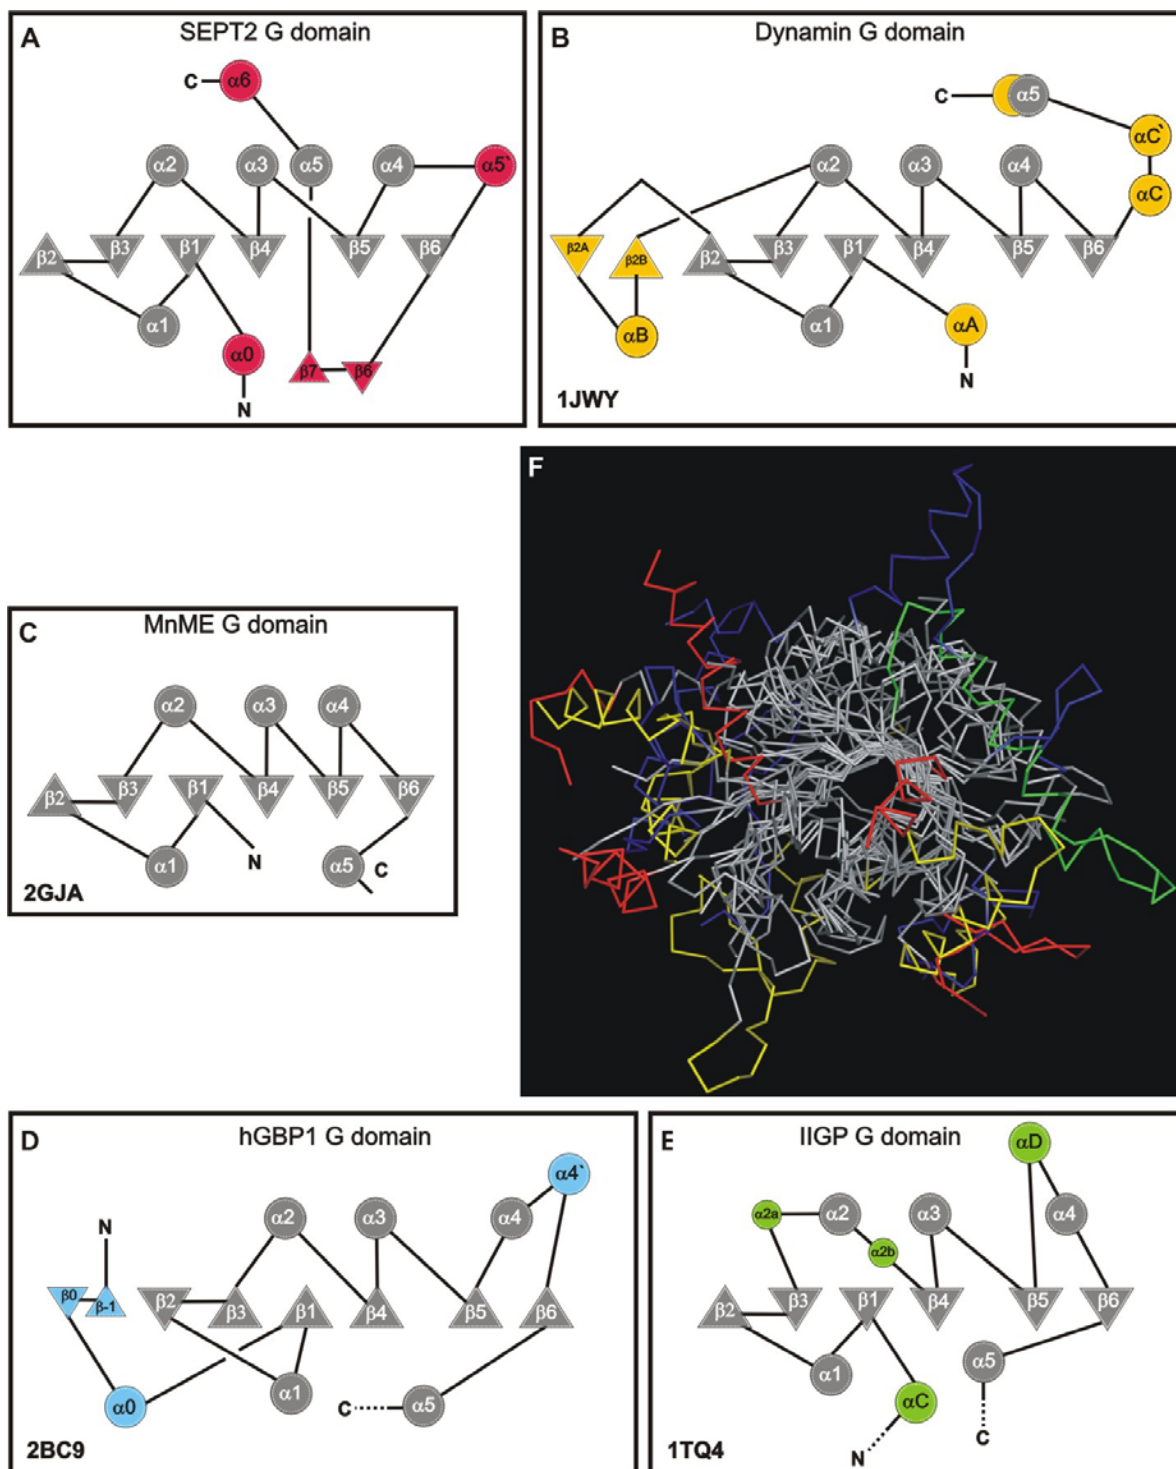 A SEPT2 G domain
C α6
α2 α3 α5 α4 α5`
β2 β3 β1 β4 β5 β6
α1
α0
β7 β6
N
B Dynamin G domain
C α5
αC`
α2 α3 α4
αC
β2A β2B β2 β3 β1 β4 β5 β6
αB α1 αA
N
1JWY
F
C MnME G domain
α2 α3 α4
β2 β3 β1 β4 β5 β6
α1 N α5 C
2GJA
D hGBP1 G domain
α4`
N α2 α3 α4
β0 β-1 β2 β3 β1 β4 β5 β6
α0 α1 C α5
2BC9
E IIGP G domain
αD
α2a α2 α3 α4
α2b
β2 β3 β1 β4 β5 β6
α1 α5
αC
N C
1TQ4